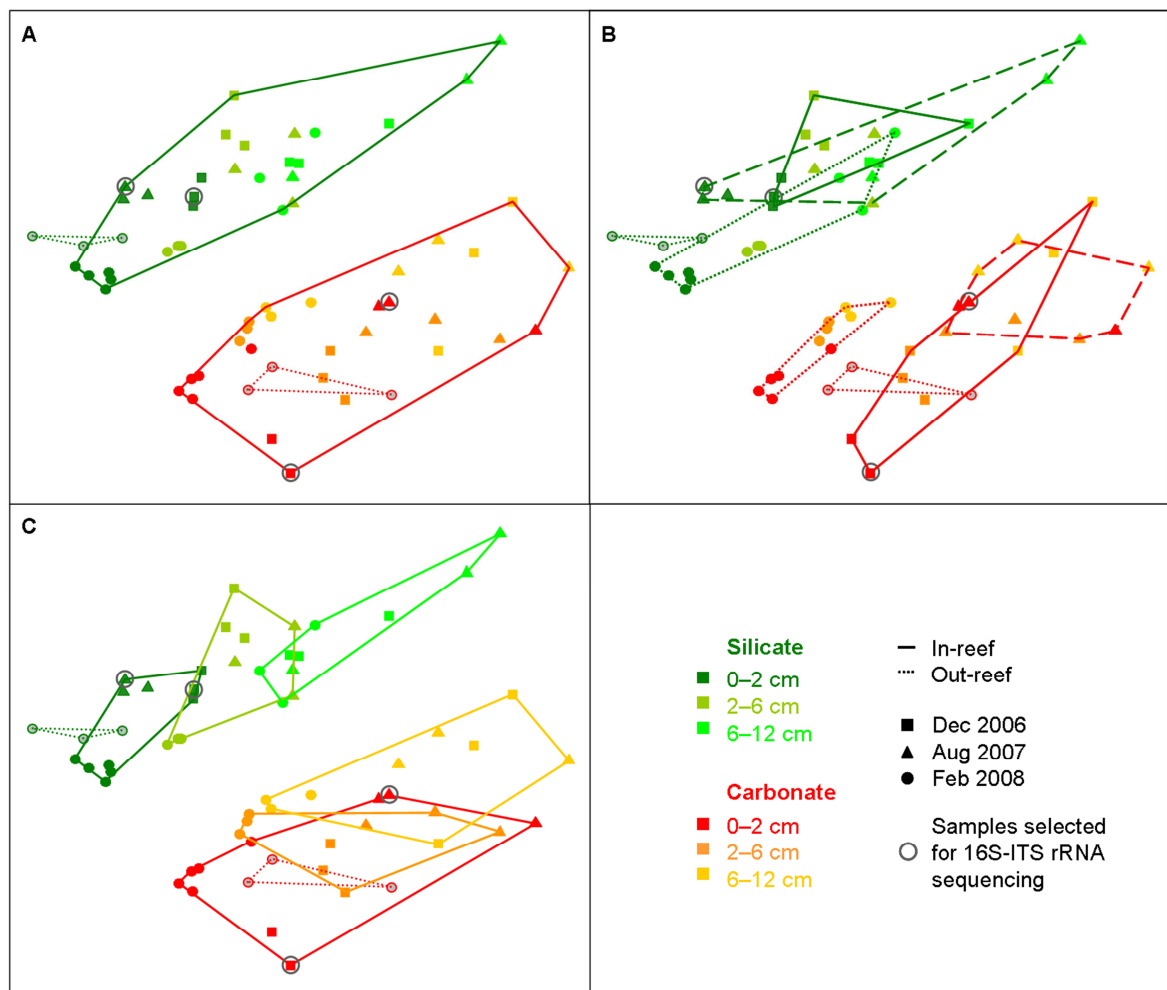 A
B
C
Silicate
0–2 cm
2–6 cm
6–12 cm
Carbonate
0–2 cm
2–6 cm
6–12 cm
In-reef
Out-reef
Dec 2006
Aug 2007
Feb 2008
Samples selected
for 16S-ITS rRNA
sequencing